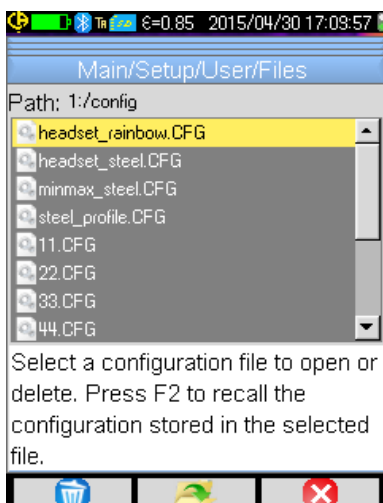 ε=0.85 2015/04/30 17:09:57
Main/Setup/User/Files
Path: 1:/config
headset_rainbow.CFG
headset_steel.CFG
minmax_steel.CFG
steel_profile.CFG
11.CFG
22.CFG
33.CFG
44.CFG
Select a configuration file to open or
delete. Press F2 to recall the
configuration stored in the selected
file.